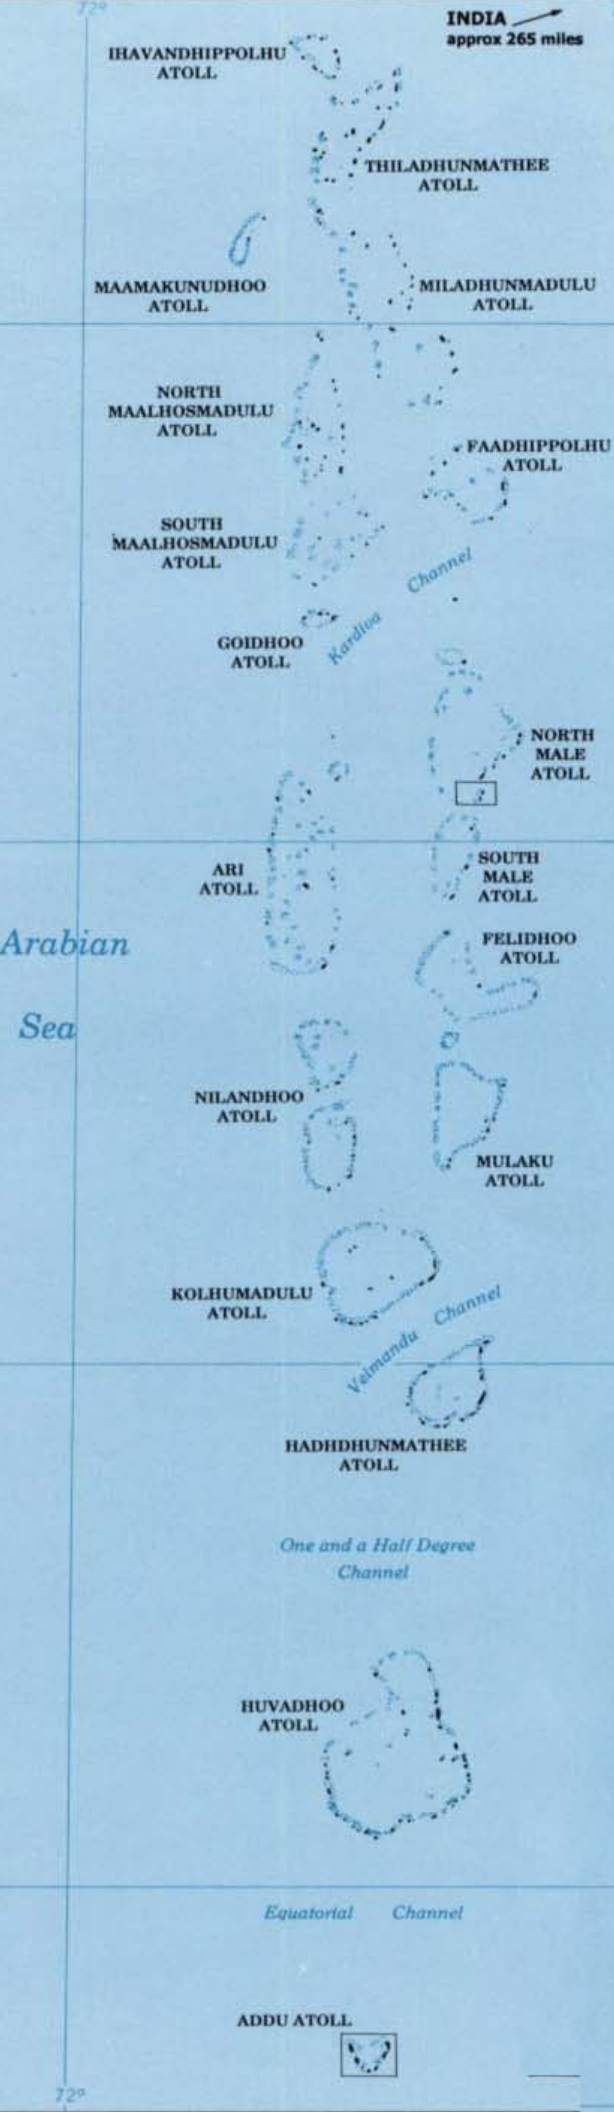 72°
INDIA
approx 265 miles
IHAVANDHIPPOLHU
ATOLL
THILADHUNMATHEE
ATOLL
MAAMAKUNUDHOO
ATOLL
MILADHUNMADULU
ATOLL
NORTH
MAALHOSMADULU
ATOLL
FAADHIPPOLHU
ATOLL
SOUTH
MAALHOSMADULU
ATOLL
Kardiva Channel
GOIDHOO
ATOLL
NORTH
MALE
ATOLL
ARI
ATOLL
SOUTH
MALE
ATOLL
Arabian
Sea
FELIDHOO
ATOLL
NILANDHOO
ATOLL
MULAKU
ATOLL
KOLHUMADULU
ATOLL
Veimandu Channel
HADHDHUNMATHEE
ATOLL
One and a Half Degree
Channel
HUVADHOO
ATOLL
Equatorial Channel
ADDU ATOLL
72°